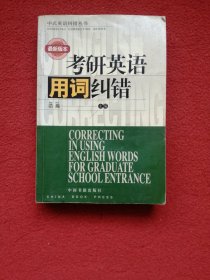 中式英语纠错丛书
最新版本
考研英语
用词纠错
主编
CORRECTING
IN USING
ENGLISH WORDS
FOR GRADUATE
SCHOOL ENTRANCE
中国书籍出版社
CHINA BOOK PRESS